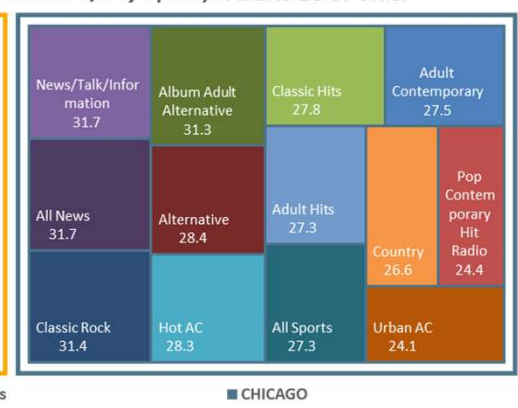 News/Talk/Infor
mation
31.7
Album Adult
Alternative
31.3
Classic Hits
27.8
Adult
Contemporary
27.5
All News
31.7
Alternative
28.4
Adult Hits
27.3
Country
26.6
Pop
Contem
porary
Hit
Radio
24.4
Classic Rock
31.4
Hot AC
28.3
All Sports
27.3
Urban AC
24.1
CHICAGO